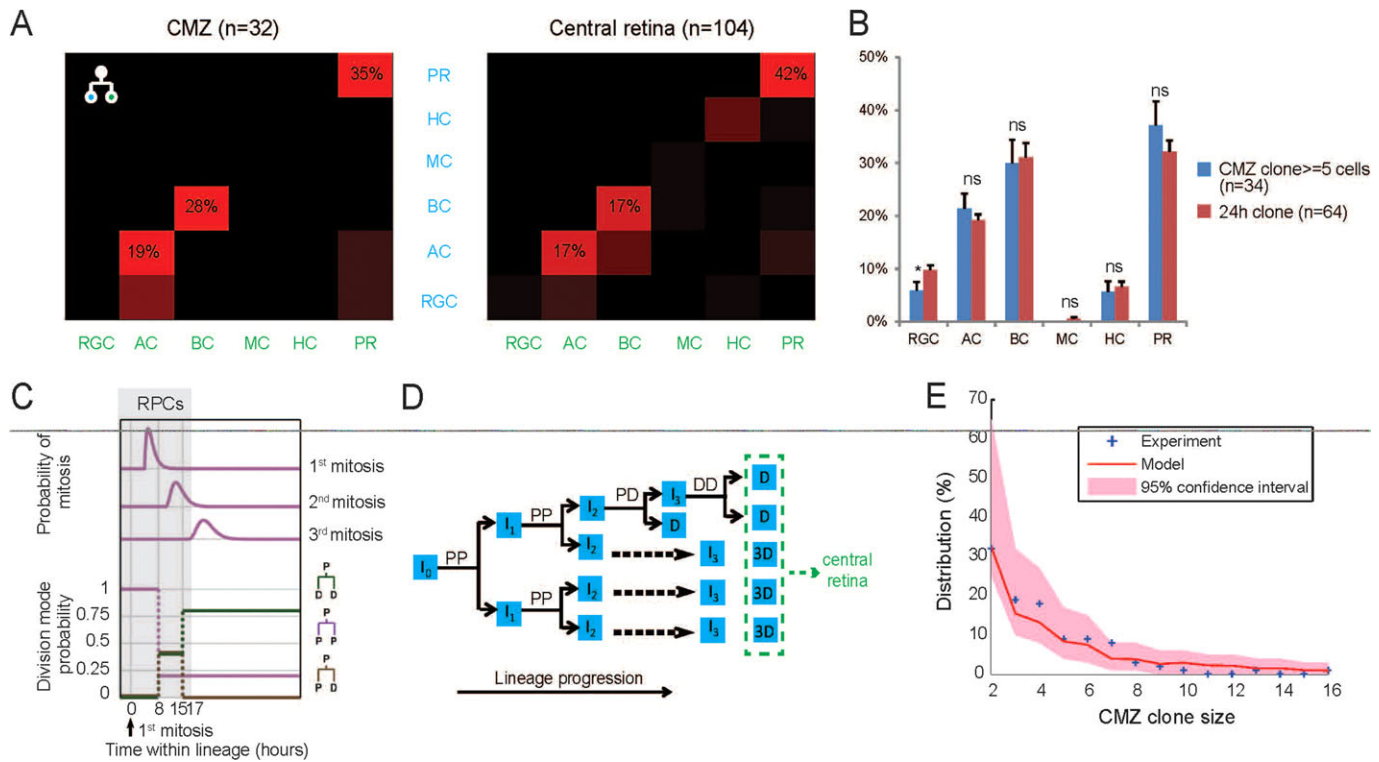 A
CMZ (n=32)
Central retina (n=104)
35%
28%
19%
PR
HC
MC
BC
AC
RGC
42%
17%
17%
RGC AC BC MC HC PR
RGC AC BC MC HC PR
B
50%
40%
30%
20%
10%
0%
*
ns
ns
ns
ns
ns
RGC AC BC MC HC PR
CMZ clone>=5 cells
(n=34)
24h clone (n=64)
C
RPCs
Probability of
mitosis
1st mitosis
2nd mitosis
3rd mitosis
Division mode
probability
1
0.75
0.5
0.25
0
P
D D
P
P P
P
P D
0 8 15 17
1st mitosis
Time within lineage (hours)
D
I0
PP
I1
I1
PP
PP
I2
I2
I2
I2
PD
I3
D
DD
D
D
I3
3D
I3
3D
I3
3D
central
retina
Lineage progression
E
Distribution (%)
70
60
50
40
30
20
10
0
Experiment
Model
95% confidence interval
2 4 6 8 10 12 14 16
CMZ clone size